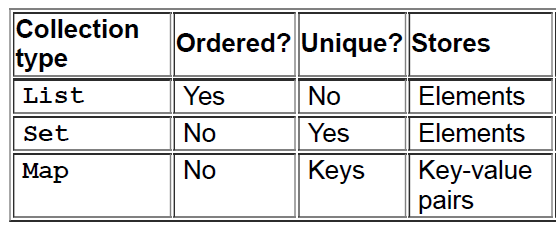 Collection type Ordered? Unique? Stores
List Yes No Elements
Set No Yes Elements
Map No Keys Key-value pairs